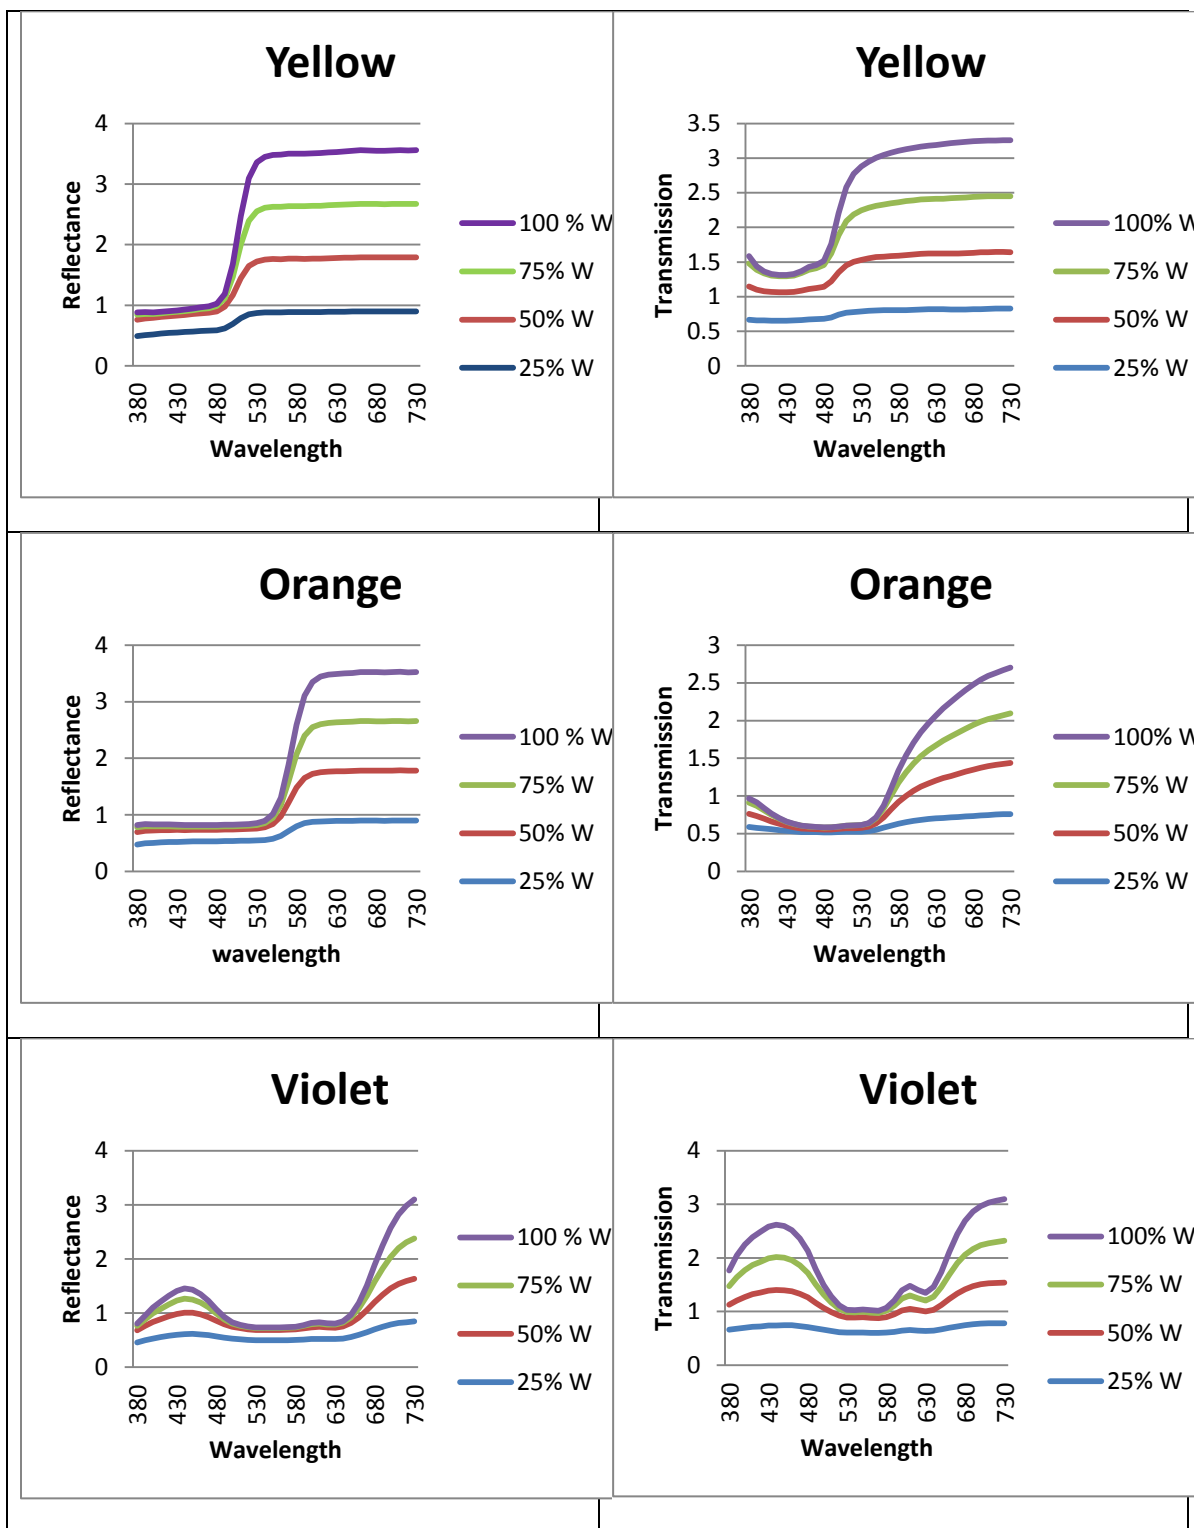 Yellow
Reflectance
4
3
2
1
0
380
430
480
530
580
630
680
730
Wavelength
100 % W
75% W
50% W
25% W
Yellow
Transmission
3.5
3
2.5
2
1.5
1
0.5
0
380
430
480
530
580
630
680
730
Wavelength
100% W
75% W
50% W
25% W
Orange
Reflectance
4
3
2
1
0
380
430
480
530
580
630
680
730
wavelength
100 % W
75% W
50% W
25% W
Orange
Transmission
3
2.5
2
1.5
1
0.5
0
380
430
480
530
580
630
680
730
Wavelength
100% W
75% W
50% W
25% W
Violet
Reflectance
4
3
2
1
0
380
430
480
530
580
630
680
730
Wavelength
100 % W
75% W
50% W
25% W
Violet
Transmission
4
3
2
1
0
380
430
480
530
580
630
680
730
Wavelength
100% W
75% W
50% W
25% W